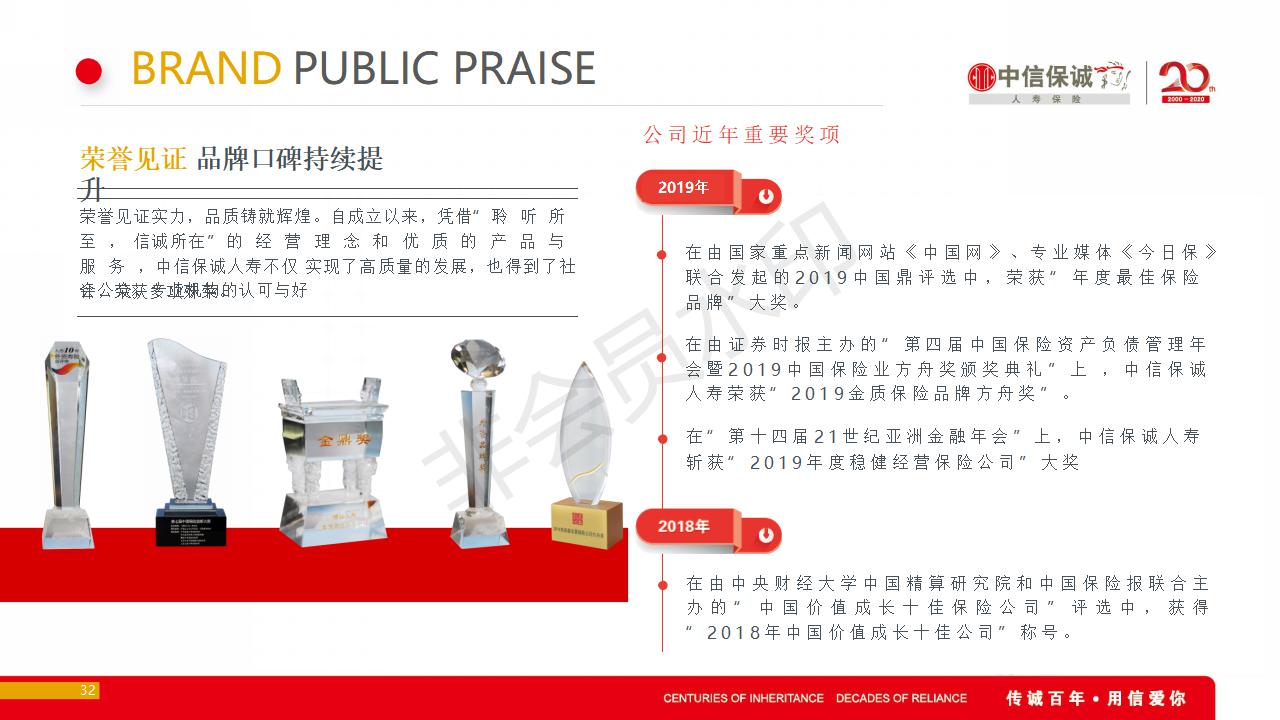 BRAND PUBLIC PRAISE
中信保诚
人寿保险
20th
2000-2020
荣誉见证 品牌口碑持续提
升
荣誉见证实力，品质铸就辉煌。自成立以来，凭借“聆听所
至，信诚所在”的经营理念和优质的产品与
服务，中信保诚人寿不仅实现了高质量的发展，也得到了社
会公众
专业机构的认可与好
公司近年重要奖项
2019年
在由国家重点新闻网站《中国网》、专业媒体《今日保》
联合发起的2019中国鼎评选中，荣获”年度最佳保险
品牌”大奖。
在由证券时报主办的”第四届中国保险资产负债管理年
会暨2019中国保险业方舟奖颁奖典礼”上，中信保诚
人寿荣获”2019金质保险品牌方舟奖”。
在”第十四届21世纪亚洲金融年会”上，中信保诚人寿
斩获”2019年度稳健经营保险公司”大奖
2018年
在由中央财经大学中国精算研究院和中国保险报联合主
办的”中国价值成长十佳保险公司”评选中，获得
”2018年中国价值成长十佳公司”称号。
金鼎奖
非会员水印
32
CENTURIES OF INHERITANCE DECADES OF RELIANCE
传诚百年·用信爱你